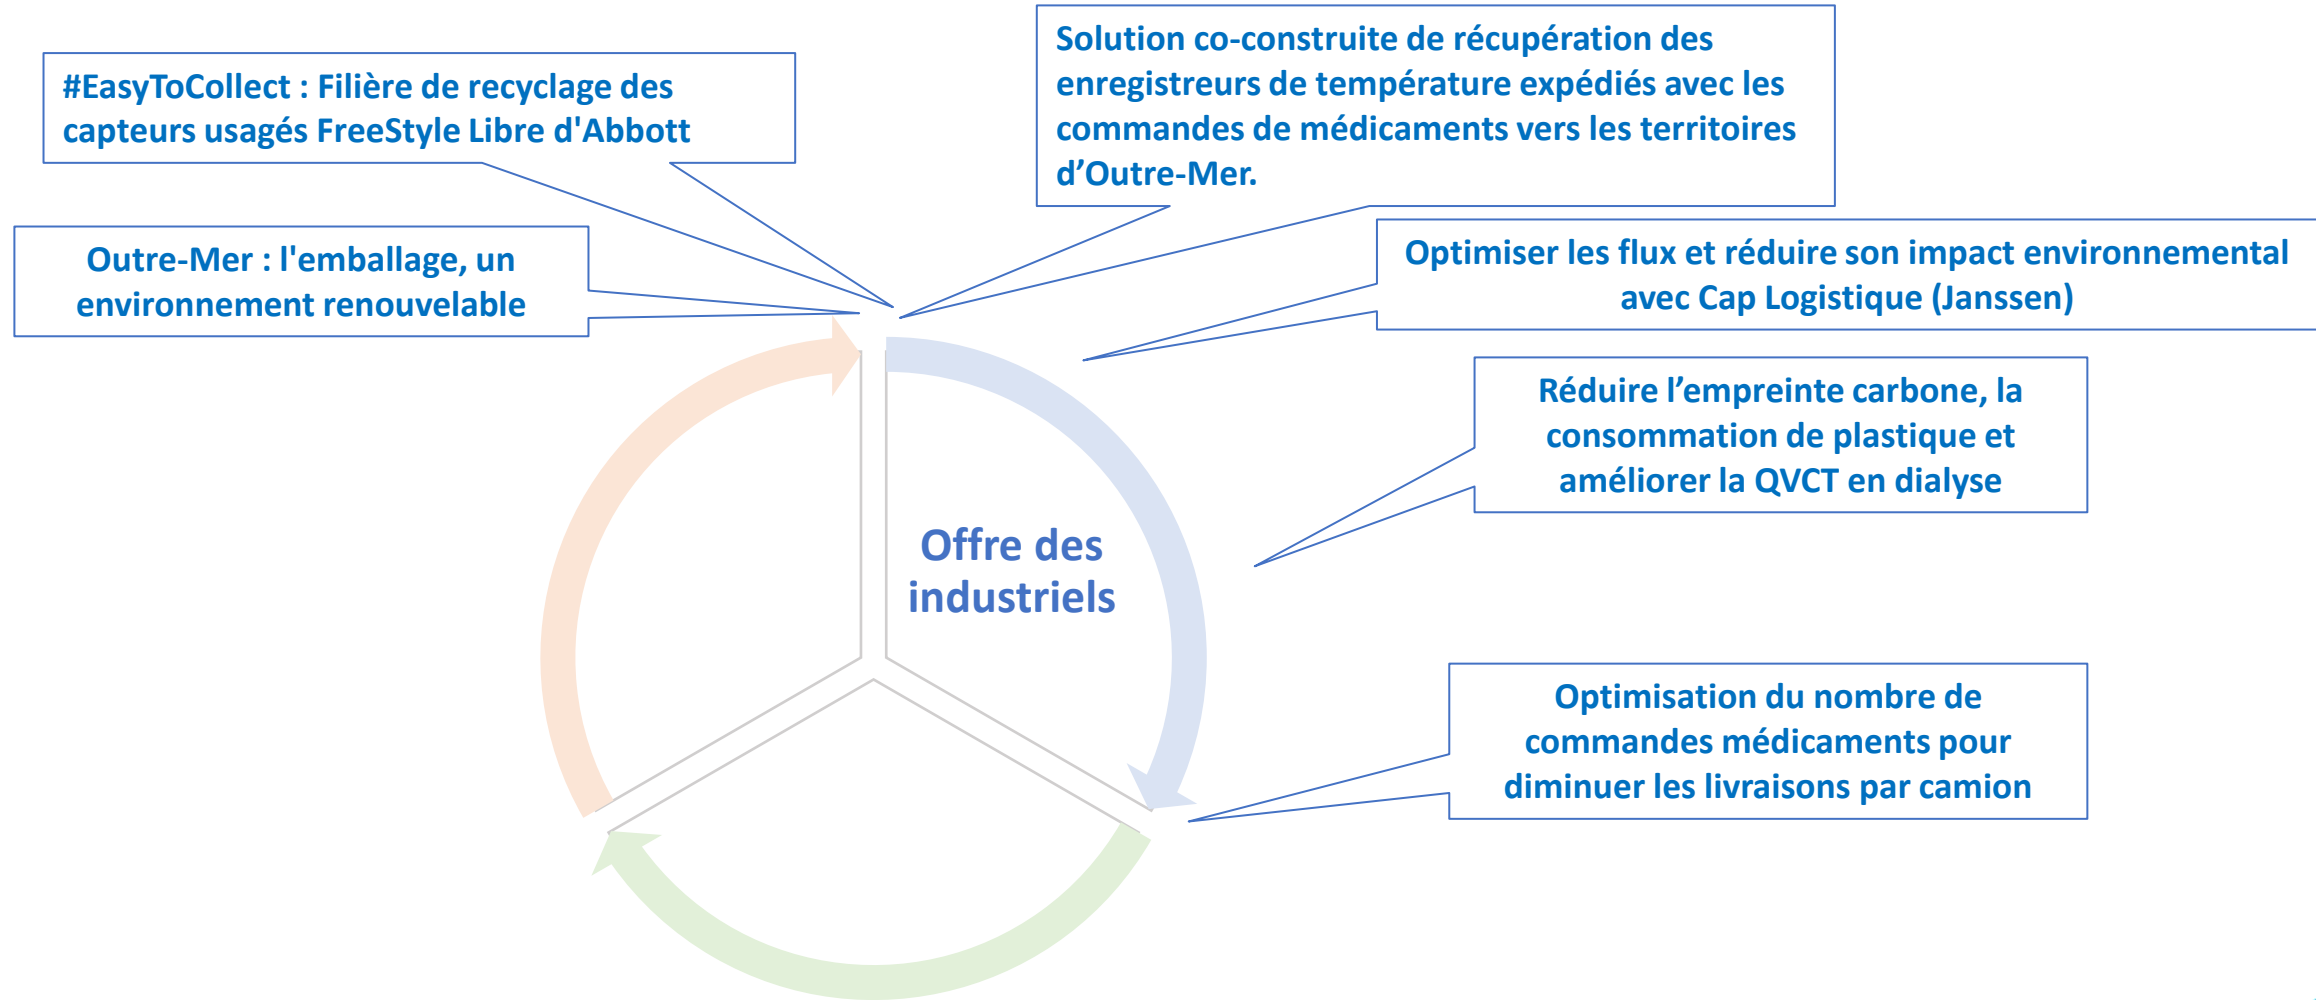 #EasyToCollect : Filière de recyclage des
capteurs usagés FreeStyle Libre d'Abbott
Solution co-construite de récupération des
enregistreurs de température expédiés avec les
commandes de médicaments vers les territoires
d’Outre-Mer.
Outre-Mer : l'emballage, un
environnement renouvelable
Optimiser les flux et réduire son impact environnemental
avec Cap Logistique (Janssen)
Réduire l’empreinte carbone, la
consommation de plastique et
améliorer la QVCT en dialyse
Offre des
industriels
Optimisation du nombre de
commandes médicaments pour
diminuer les livraisons par camion